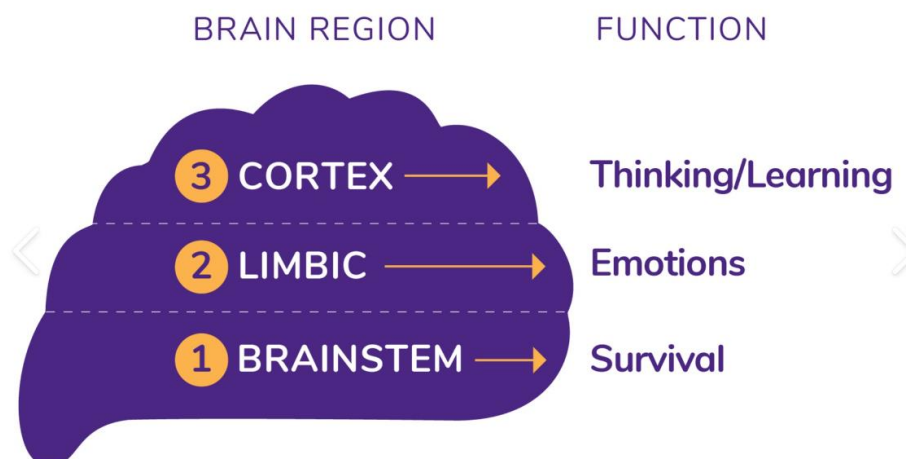 BRAIN REGION FUNCTION
3 CORTEX Thinking/Learning
2 LIMBIC Emotions
1 BRAINSTEM Survival